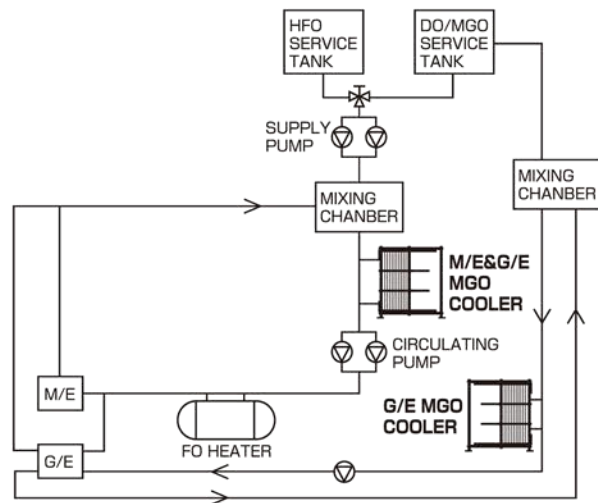 HFO
SERVICE
TANK
DO/MGO
SERVICE
TANK
SUPPLY
PUMP
MIXING
CHANBER
MIXING
CHANBER
M/E&G/E
MGO
COOLER
CIRCULATING
PUMP
M/E
G/E MGO
COOLER
FO HEATER
G/E